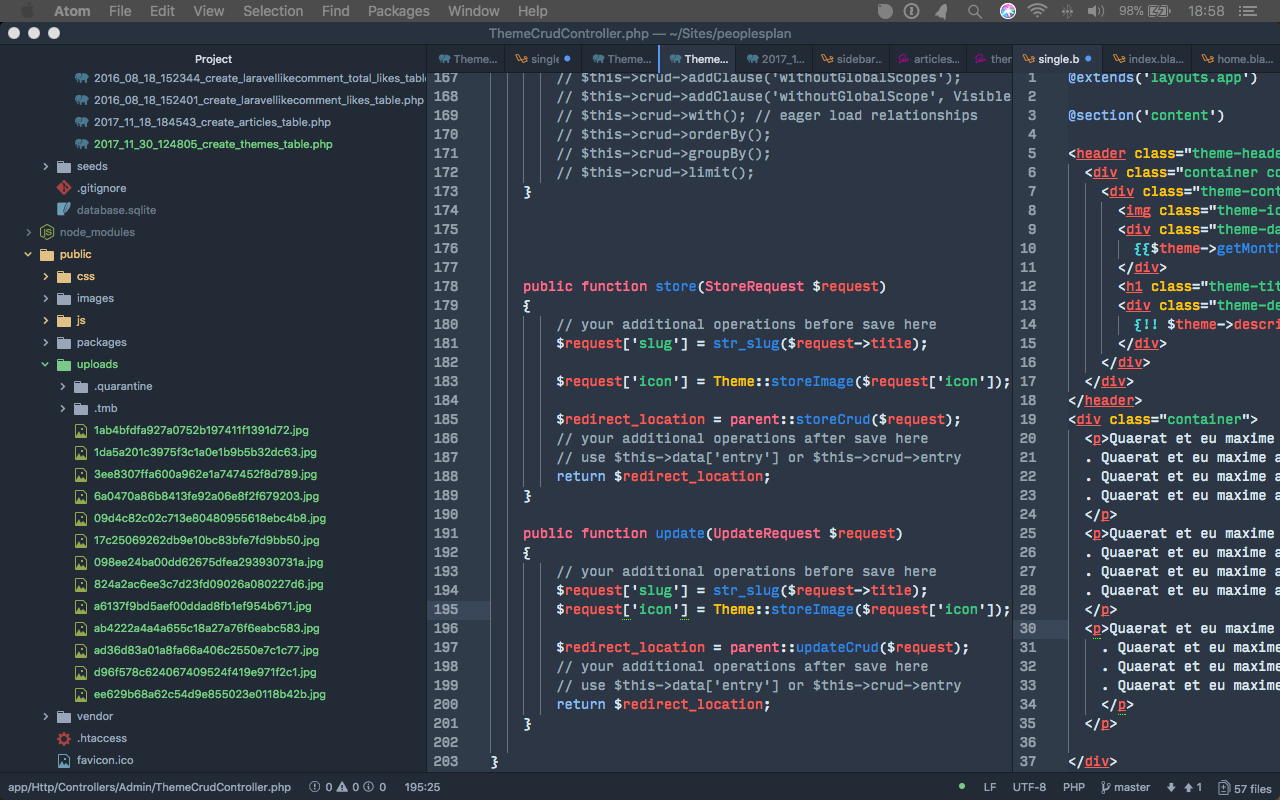 Atom File Edit View Selection Find Packages Window Help 98% 18:58
ThemeCrudController.php — ~/Sites/peoplesplan
Project
2016_08_18_152344_create_laravellikecomment_total_likes_table
2016_08_18_152401_create_laravellikecomment_likes_table.php
2017_11_18_184543_create_articles_table.php
2017_11_30_124805_create_themes_table.php
seeds
.gitignore
database.sqlite
node_modules
public
css
images
js
packages
uploads
.quarantine
.tmb
1ab4bfdfa927a0752b197411f1391d72.jpg
1da5a201c3975f3c1a0e1b9b5b32dc63.jpg
3ee8307ffa600a962e1a747452f8d789.jpg
6a0470a86b8413fe92a06e8f2f679203.jpg
09d4c82c02c713e80480955618ebc4b8.jpg
17c25069262db9e10bc83bfe7fd9bb50.jpg
098ee24ba00dd62675dfea293930731a.jpg
824a2ac6ee3c7d23fd09026a080227d6.jpg
a6137f9bd5aef00ddad8fb1ef954b671.jpg
ab4222a4a4a655c18a27a76f6eabc583.jpg
ad36d83a01a8fa66a406c2550e7c1c77.jpg
d96f578c624067409524f419e971f2c1.jpg
ee629b68a62c54d9e855023e0118b42b.jpg
vendor
.htaccess
favicon.ico
Theme... single Theme... Theme... 2017_1... sidebar.. articles... ther
167 // $this->crud->addClause('withoutGlobalScopes');
168 // $this->crud->addClause('withoutGlobalScope', Visible
169 // $this->crud->with(); // eager load relationships
170 // $this->crud->orderBy();
171 // $this->crud->groupBy();
172 // $this->crud->limit();
173 }
174
175
176
177
178 public function store(StoreRequest $request)
179 {
180 // your additional operations before save here
181 $request['slug'] = str_slug($request->title);
182
183 $request['icon'] = Theme::storeImage($request['icon']);
184
185 $redirect_location = parent::storeCrud($request);
186 // your additional operations after save here
187 // use $this->data['entry'] or $this->crud->entry
188 return $redirect_location;
189 }
190
191 public function update(UpdateRequest $request)
192 {
193 // your additional operations before save here
194 $request['slug'] = str_slug($request->title);
195 $request['icon'] = Theme::storeImage($request['icon']);
196
197 $redirect_location = parent::updateCrud($request);
198 // your additional operations after save here
199 // use $this->data['entry'] or $this->crud->entry
200 return $redirect_location;
201 }
202
203 }
single.b index.bla... home.bla...
1 @extends('layouts.app')
2
3 @section('content')
4
5 <header class="theme-heade
6 <div class="container co
7 <div class="theme-cont
8 <img class="theme-ic
9 <div class="theme-da
10 {{$theme->getMonth
11 </div>
12 <h1 class="theme-tit
13 <div class="theme-de
14 {!! $theme->descri
15 </div>
16 </div>
17 </div>
18 </header>
19 <div class="container">
20 <p>Quaerat et eu maxime
21 . Quaerat et eu maxime a
22 . Quaerat et eu maxime a
23 . Quaerat et eu maxime a
24 </p>
25 <p>Quaerat et eu maxime
26 . Quaerat et eu maxime a
27 . Quaerat et eu maxime a
28 . Quaerat et eu maxime a
29 </p>
30 <p>Quaerat et eu maxime
31 . Quaerat et eu maxime
32 . Quaerat et eu maxime
33 . Quaerat et eu maxime
34 </p>
35 </p>
36
37 </div>
app/Http/Controllers/Admin/ThemeCrudController.php 0 0 0 195:25 LF UTF-8 PHP master 1 57 files